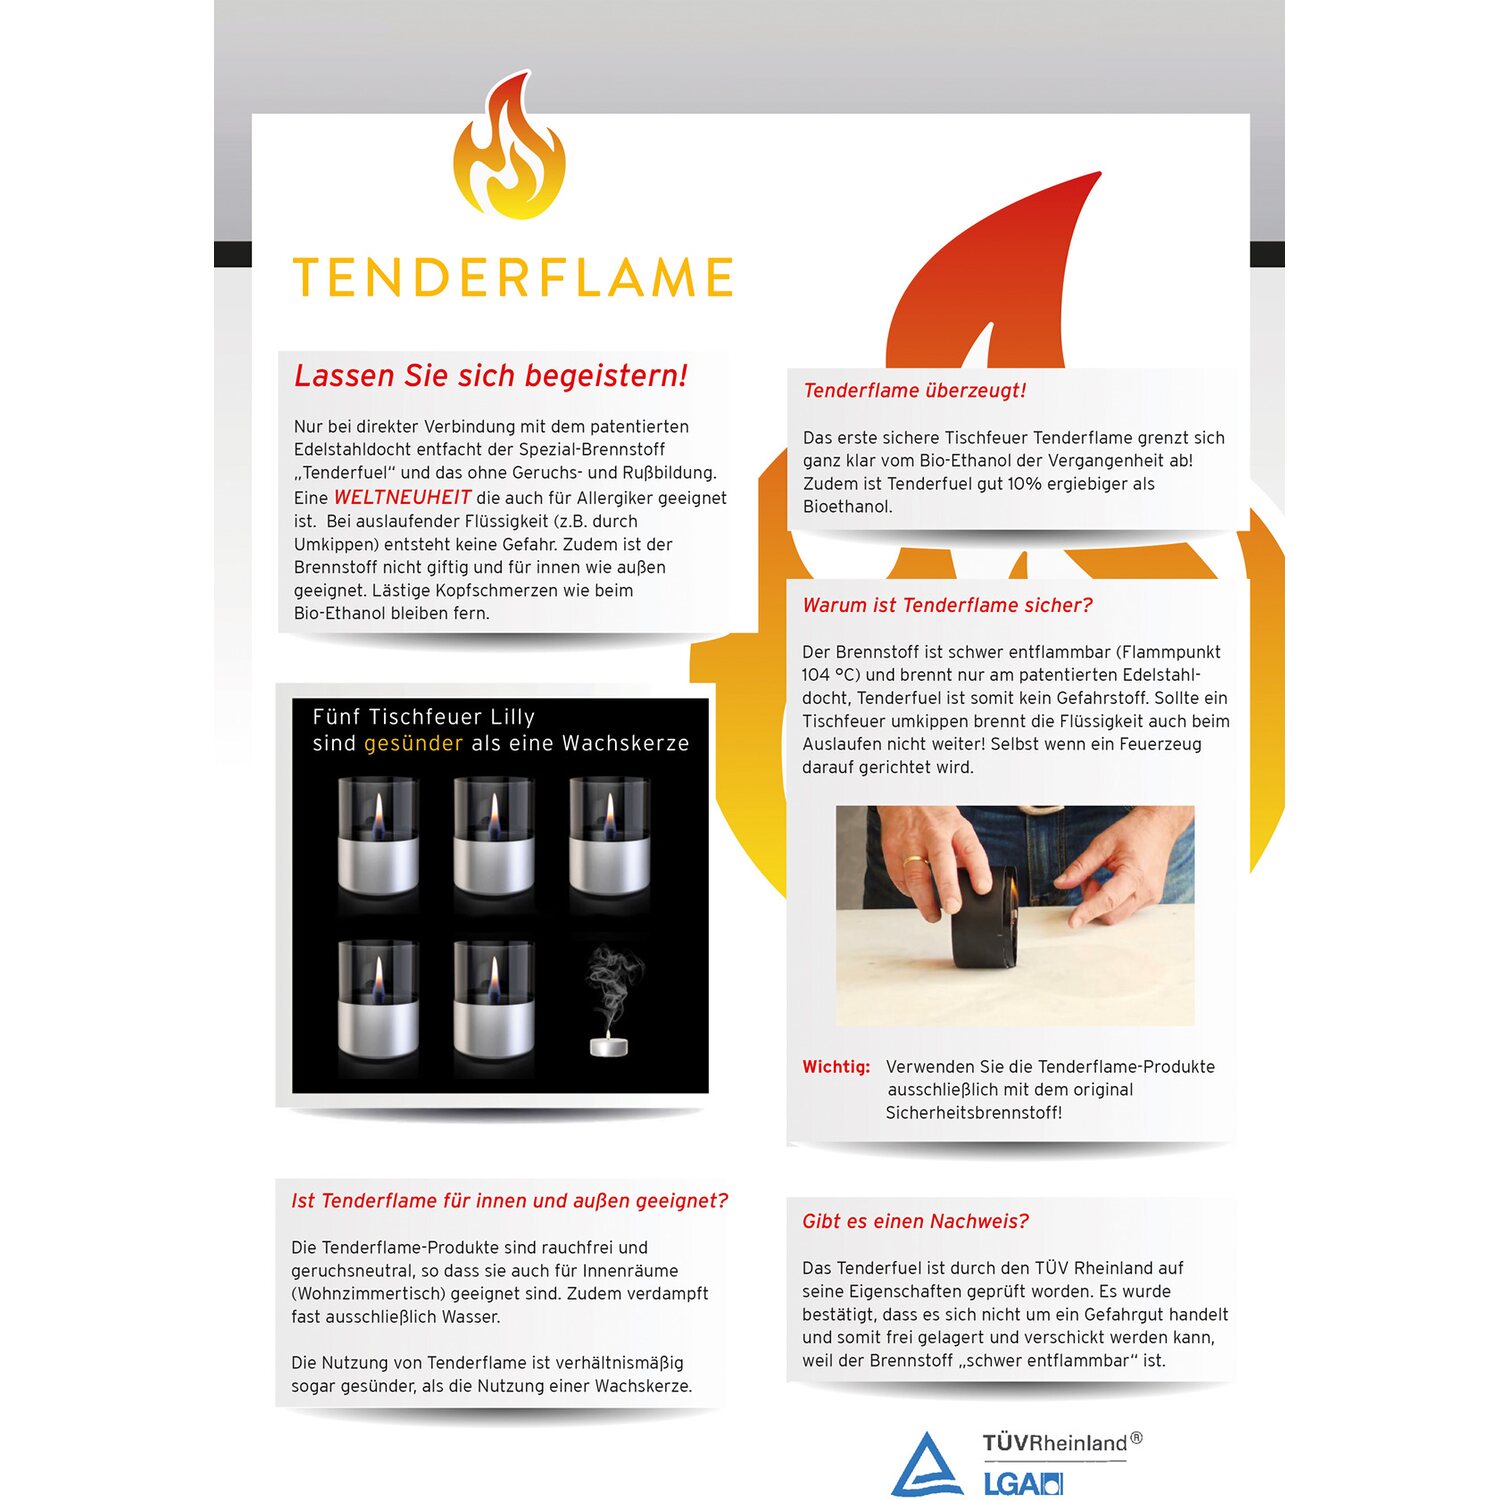 TENDERFLAME
Lassen Sie sich begeistern!
Nur bei direkter Verbindung mit dem patentierten
Edelstahldocht entfacht der Spezial-Brennstoff
„Tenderfuel“ und das ohne Geruchs- und Rußbildung.
Eine WELTNEUHEIT die auch für Allergiker geeignet
ist. Bei auslaufender Flüssigkeit (z.B. durch
Umkippen) entsteht keine Gefahr. Zudem ist der
Brennstoff nicht giftig und für innen wie außen
geeignet. Lästige Kopfschmerzen wie beim
Bio-Ethanol bleiben fern.
Fünf Tischfeuer Lilly
sind gesünder als eine Wachskerze
Ist Tenderflame für innen und außen geeignet?
Die Tenderflame-Produkte sind rauchfrei und
geruchsneutral, so dass sie auch für Innenräume
(Wohnzimmertisch) geeignet sind. Zudem verdampft
fast ausschließlich Wasser.
Die Nutzung von Tenderflame ist verhältnismäßig
sogar gesünder, als die Nutzung einer Wachskerze.
Tenderflame überzeugt!
Das erste sichere Tischfeuer Tenderflame grenzt sich
ganz klar vom Bio-Ethanol der Vergangenheit ab!
Zudem ist Tenderfuel gut 10% ergiebiger als
Bioethanol.
Warum ist Tenderflame sicher?
Der Brennstoff ist schwer entflammbar (Flammpunkt
104 °C) und brennt nur am patentierten Edelstahl-
docht, Tenderfuel ist somit kein Gefahrstoff. Sollte ein
Tischfeuer umkippen brennt die Flüssigkeit auch beim
Auslaufen nicht weiter! Selbst wenn ein Feuerzeug
darauf gerichtet wird.
Wichtig: Verwenden Sie die Tenderflame-Produkte
ausschließlich mit dem original
Sicherheitsbrennstoff!
Gibt es einen Nachweis?
Das Tenderfuel ist durch den TÜV Rheinland auf
seine Eigenschaften geprüft worden. Es wurde
bestätigt, dass es sich nicht um ein Gefahrgut handelt
und somit frei gelagert und verschickt werden kann,
weil der Brennstoff „schwer entflammbar“ ist.
TÜVRheinland®
LGA